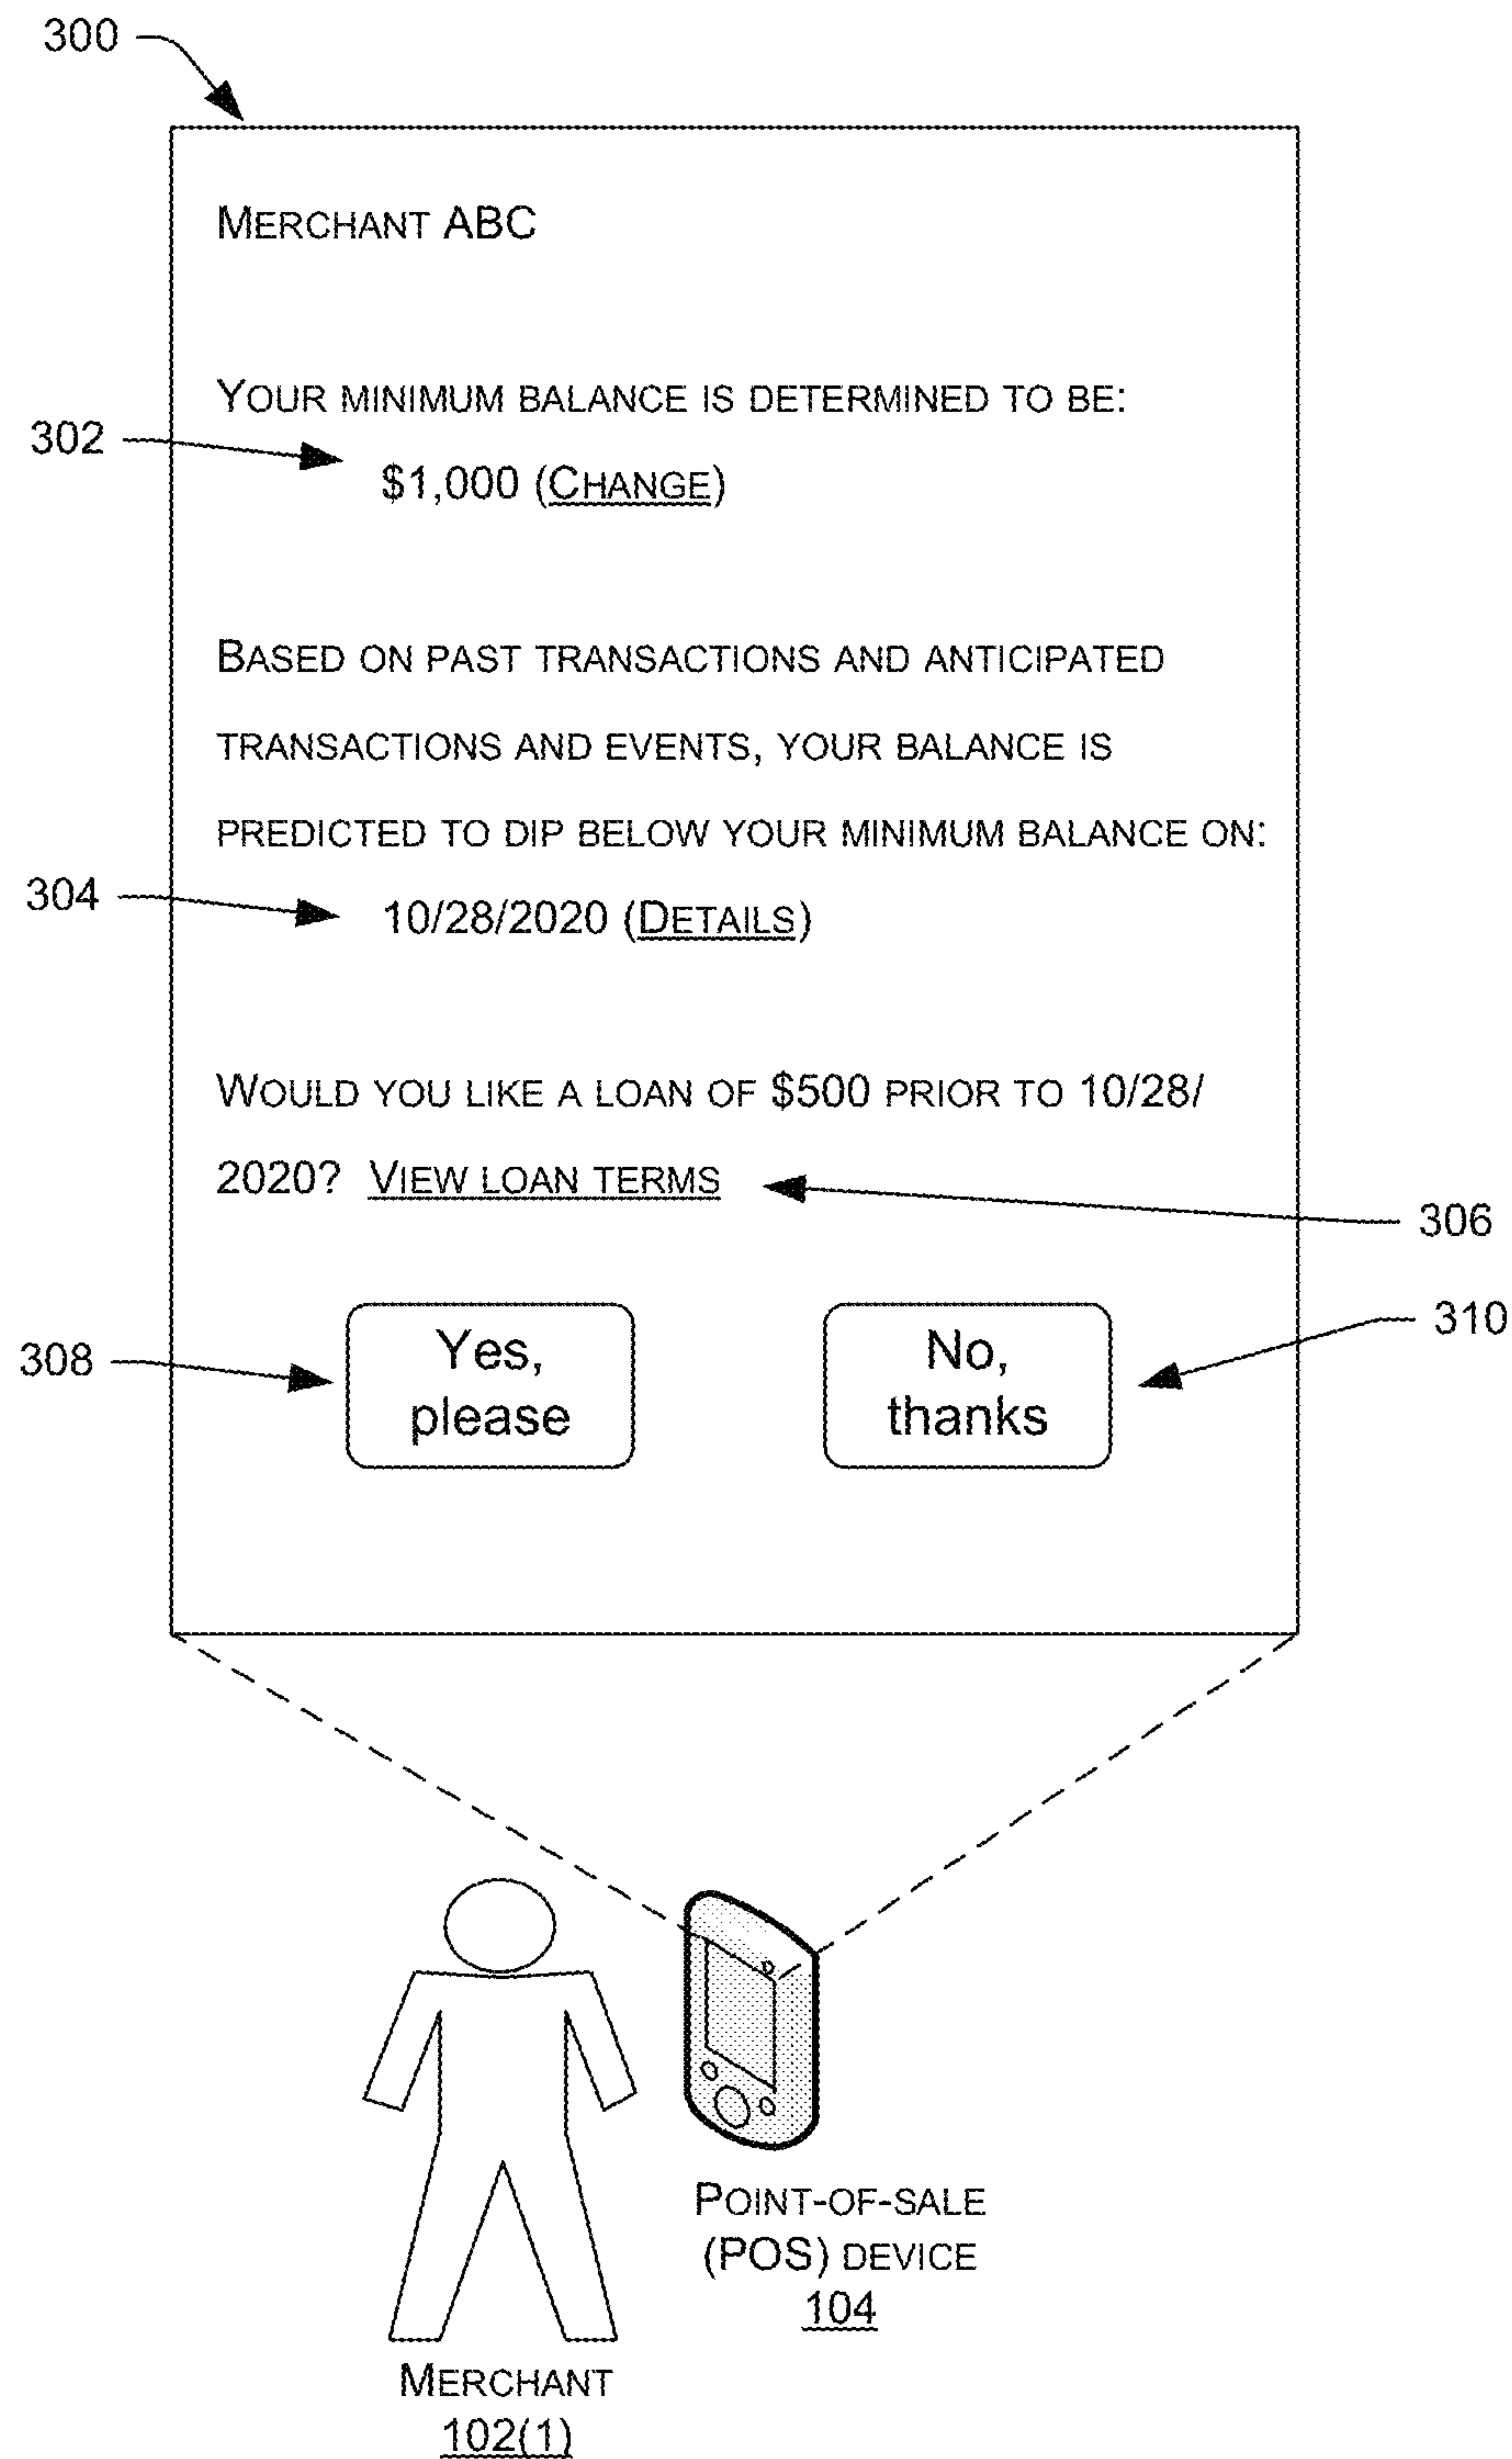 300
MERCHANT ABC
YOUR MINIMUM BALANCE IS DETERMINED TO BE:
302
$1,000 (CHANGE)
BASED ON PAST TRANSACTIONS AND ANTICIPATED
TRANSACTIONS AND EVENTS, YOUR BALANCE IS
PREDICTED TO DIP BELOW YOUR MINIMUM BALANCE ON:
304
10/28/2020 (DETAILS)
WOULD YOU LIKE A LOAN OF $500 PRIOR TO 10/28/
2020? VIEW LOAN TERMS
306
308
Yes,
please
No,
thanks
310
POINT-OF-SALE
(POS) DEVICE
104
MERCHANT
102(1)